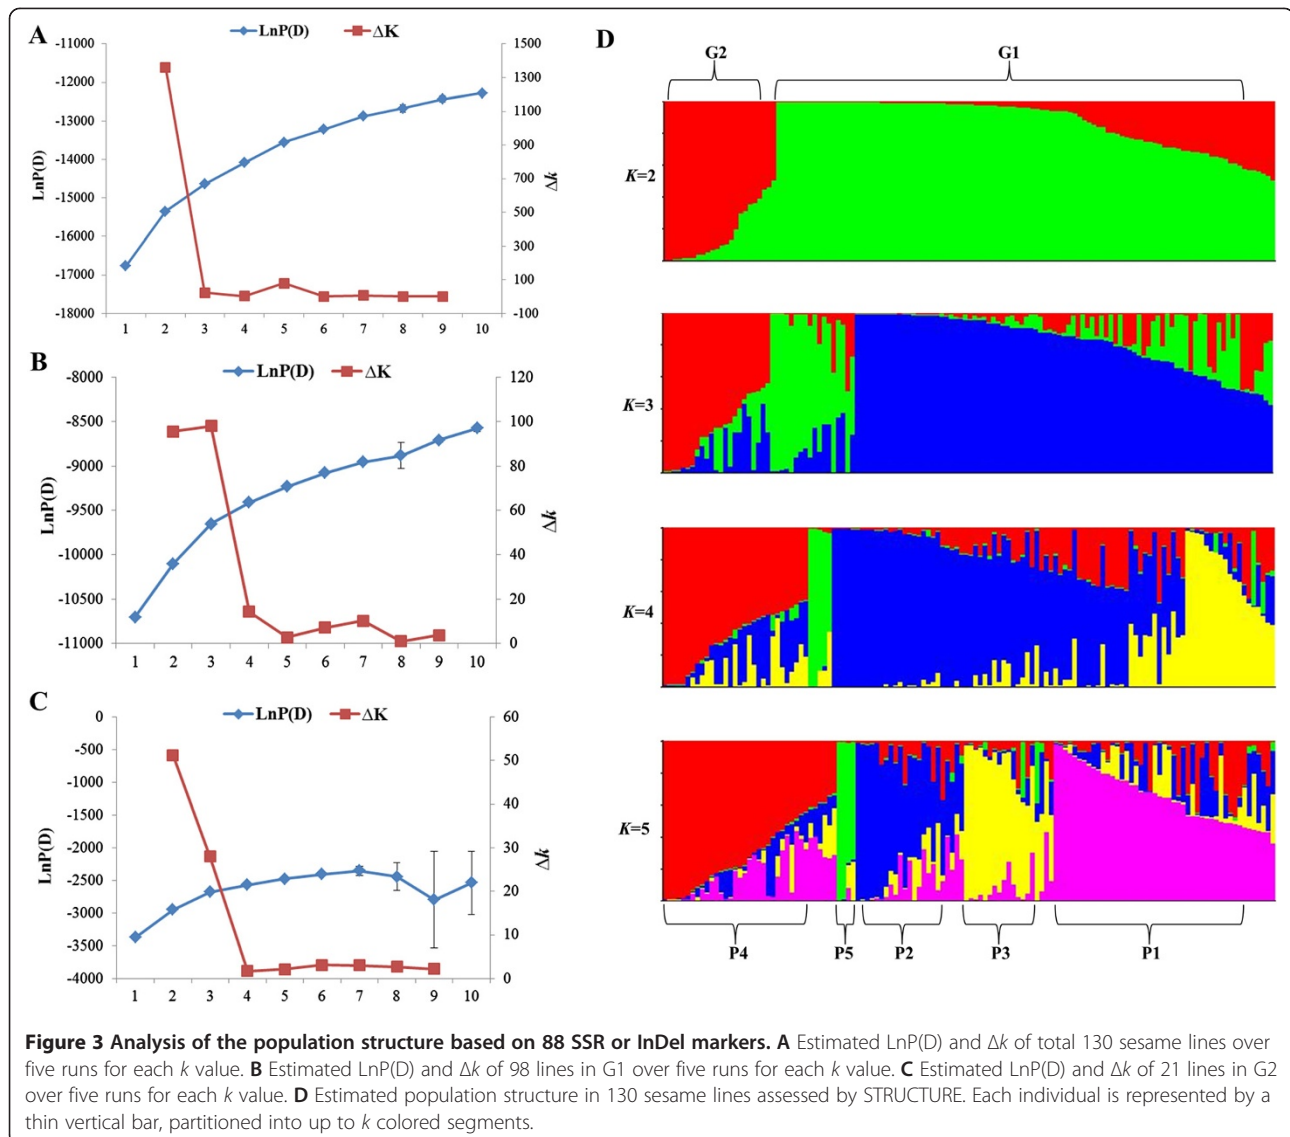 A
LnP(D) ΔK
-11000
-12000
-13000
-14000
-15000
-16000
-17000
-18000
LnP(D)
1500
1300
1100
900
700
500
300
100
-100
Δk
1 2 3 4 5 6 7 8 9 10
B
LnP(D) ΔK
-8000
-8500
-9000
-9500
-10000
-10500
-11000
LnP(D)
120
100
80
60
40
20
0
Δk
1 2 3 4 5 6 7 8 9 10
C
LnP(D) ΔK
0
-500
-1000
-1500
-2000
-2500
-3000
-3500
-4000
LnP(D)
60
50
40
30
20
10
0
Δk
1 2 3 4 5 6 7 8 9 10
D
G2 G1
K=2
K=3
K=4
K=5
P4 P5 P2 P3 P1
Figure 3 Analysis of the population structure based on 88 SSR or InDel markers. A Estimated LnP(D) and Δk of total 130 sesame lines over
five runs for each k value. B Estimated LnP(D) and Δk of 98 lines in G1 over five runs for each k value. C Estimated LnP(D) and Δk of 21 lines in G2
over five runs for each k value. D Estimated population structure in 130 sesame lines assessed by STRUCTURE. Each individual is represented by a
thin vertical bar, partitioned into up to k colored segments.